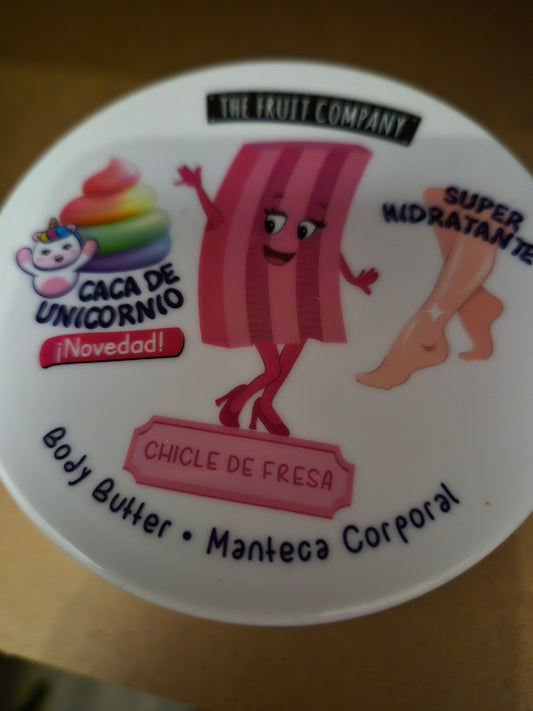 THE FRUIT COMPANY
SUPER
HIDRATANTE
CACA DE
UNICORNIO
¡Novedad!
CHICLE DE FRESA
Body Butter • Manteca Corporal